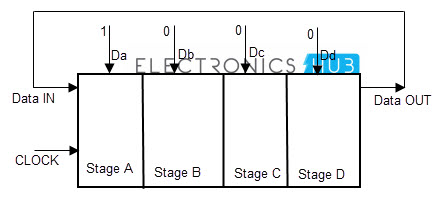 1 0 0 0
Da Db Dc Dd
ELECTRONICS HUB
Data IN Data OUT
CLOCK
Stage A Stage B Stage C Stage D